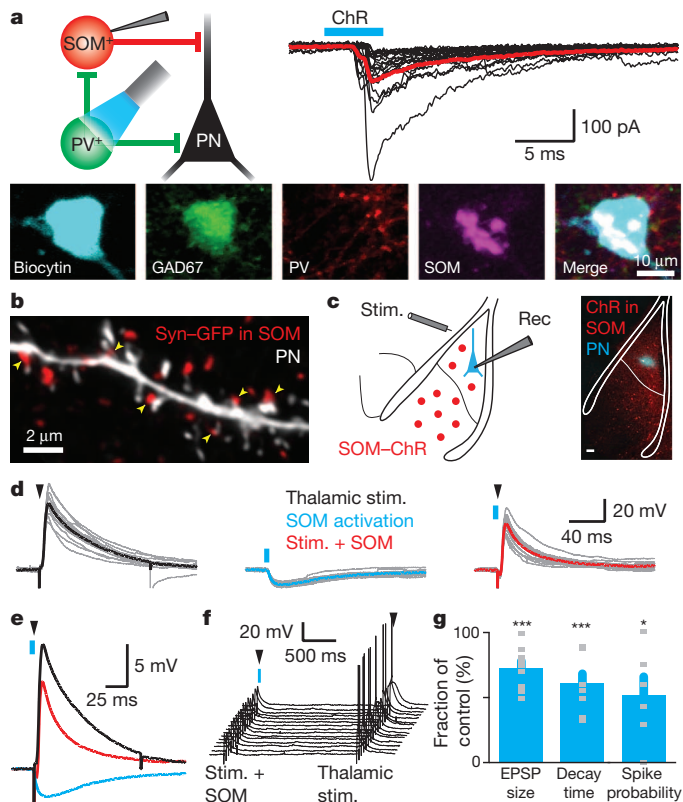 a
ChR
SOM+
PV+
PN
100 pA
5 ms
Biocytin
GAD67
PV
SOM
Merge
10 μm
b
Syn–GFP in SOM
PN
2 μm
c
Stim.
Rec
SOM–ChR
ChR in
SOM
PN
d
Thalamic stim.
SOM activation
Stim. + SOM
20 mV
40 ms
e
5 mV
25 ms
f
20 mV
500 ms
Stim. +
SOM
Thalamic
stim.
g
Fraction of
control (%)
100
50
0
***
***
*
EPSP
size
Decay
time
Spike
probability